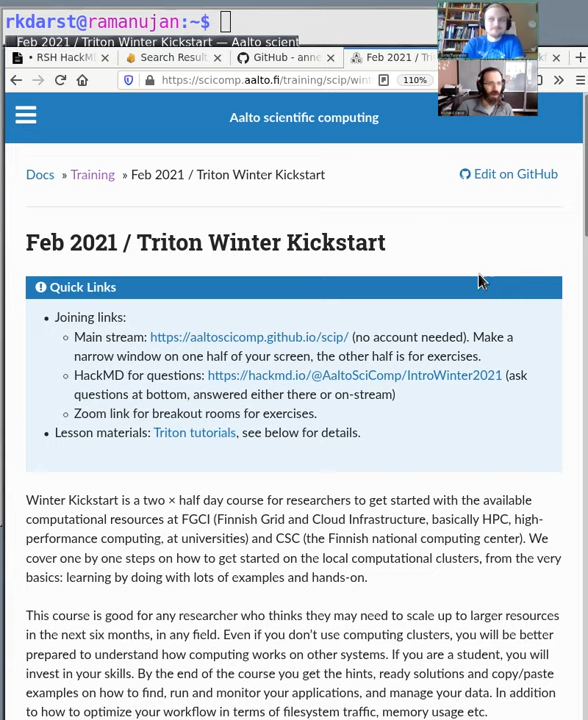 rkdarst@ramanujan:~$
Feb 2021 / Triton Winter Kickstart — Aalto scient
• RSH HackM
Search Result
GitHub - anne
Feb 2021 / Tri
https://scicomp.aalto.fi/training/scip/win
110%
Aalto scientific computing
Docs » Training » Feb 2021 / Triton Winter Kickstart
Edit on GitHub
Feb 2021 / Triton Winter Kickstart
Quick Links
• Joining links:
Main stream: https://aaltoscicomp.github.io/scip/ (no account needed). Make a
narrow window on one half of your screen, the other half is for exercises.
HackMD for questions: https://hackmd.io/@AaltoSciComp/IntroWinter2021 (ask
questions at bottom, answered either there or on-stream)
Zoom link for breakout rooms for exercises.
• Lesson materials: Triton tutorials, see below for details.
Winter Kickstart is a two × half day course for researchers to get started with the available
computational resources at FGCI (Finnish Grid and Cloud Infrastructure, basically HPC, high-
performance computing, at universities) and CSC (the Finnish national computing center). We
cover one by one steps on how to get started on the local computational clusters, from the very
basics: learning by doing with lots of examples and hands-on.
This course is good for any researcher who thinks they may need to scale up to larger resources
in the next six months, in any field. Even if you don't use computing clusters, you will be better
prepared to understand how computing works on other systems. If you are a student, you will
invest in your skills. By the end of the course you get the hints, ready solutions and copy/paste
examples on how to find, run and monitor your applications, and manage your data. In addition
to how to optimize your workflow in terms of filesystem traffic, memory usage etc.